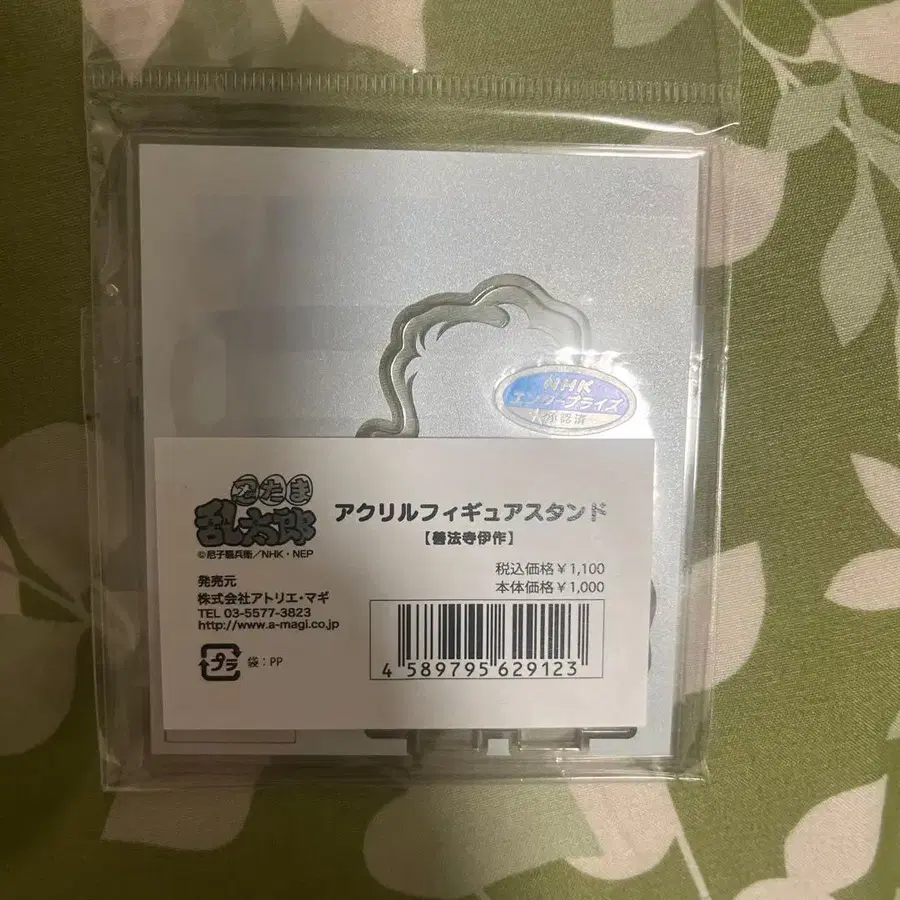 NHK
エンタープライズ
承認済
忍たま
乱太郎
©尼子騒兵衛／NHK・NEP
アクリルフィギュアスタンド
【善法寺伊作】
税込価格￥1,100
本体価格￥1,000
発売元
株式会社アトリエ・マギ
TEL 03-5577-3823
http://www.a-magi.co.jp
プラ
袋：PP
4 589795 629123